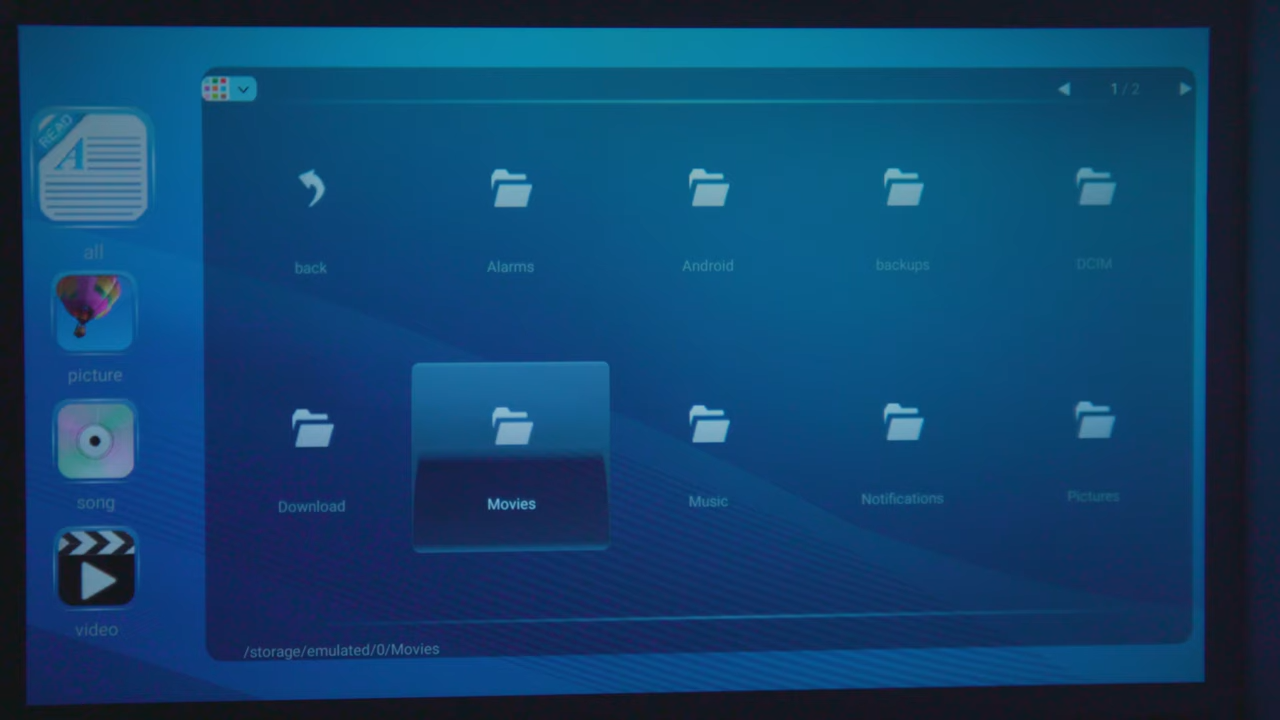 1 / 2
READ
A
all
picture
song
video
back Alarms Android backups DCIM
Download Movies Music Notifications Pictures
/storage/emulated/0/Movies